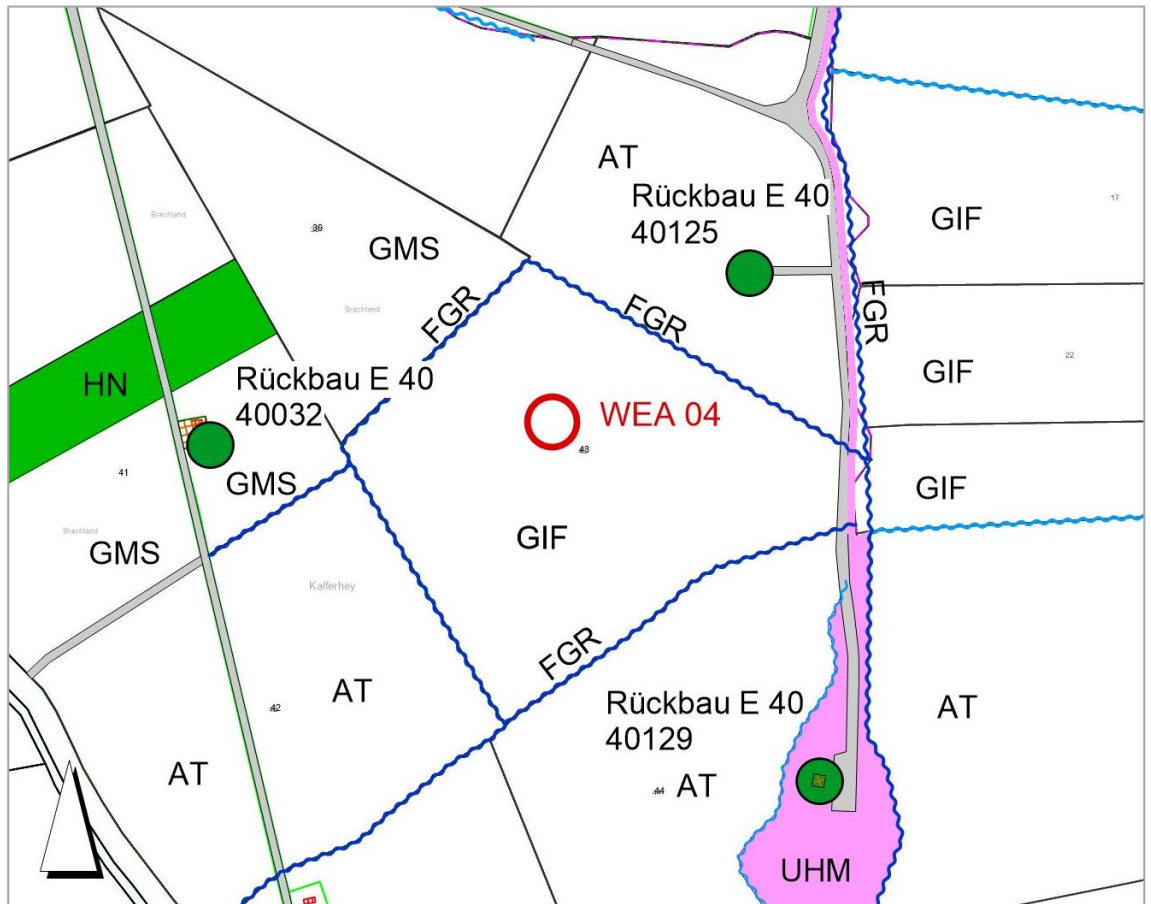 AT
Rückbau E 40
40125
17
GIF
Brachland
39
GMS
Brachland
FGR
FGR
FGR
22
GIF
HN
Rückbau E 40
40032
WEA 04
43
41
GMS
GIF
Brachland
GMS
GIF
Kalferhey
FGR
AT
42
Rückbau E 40
40129
AT
AT
44
AT
UHM